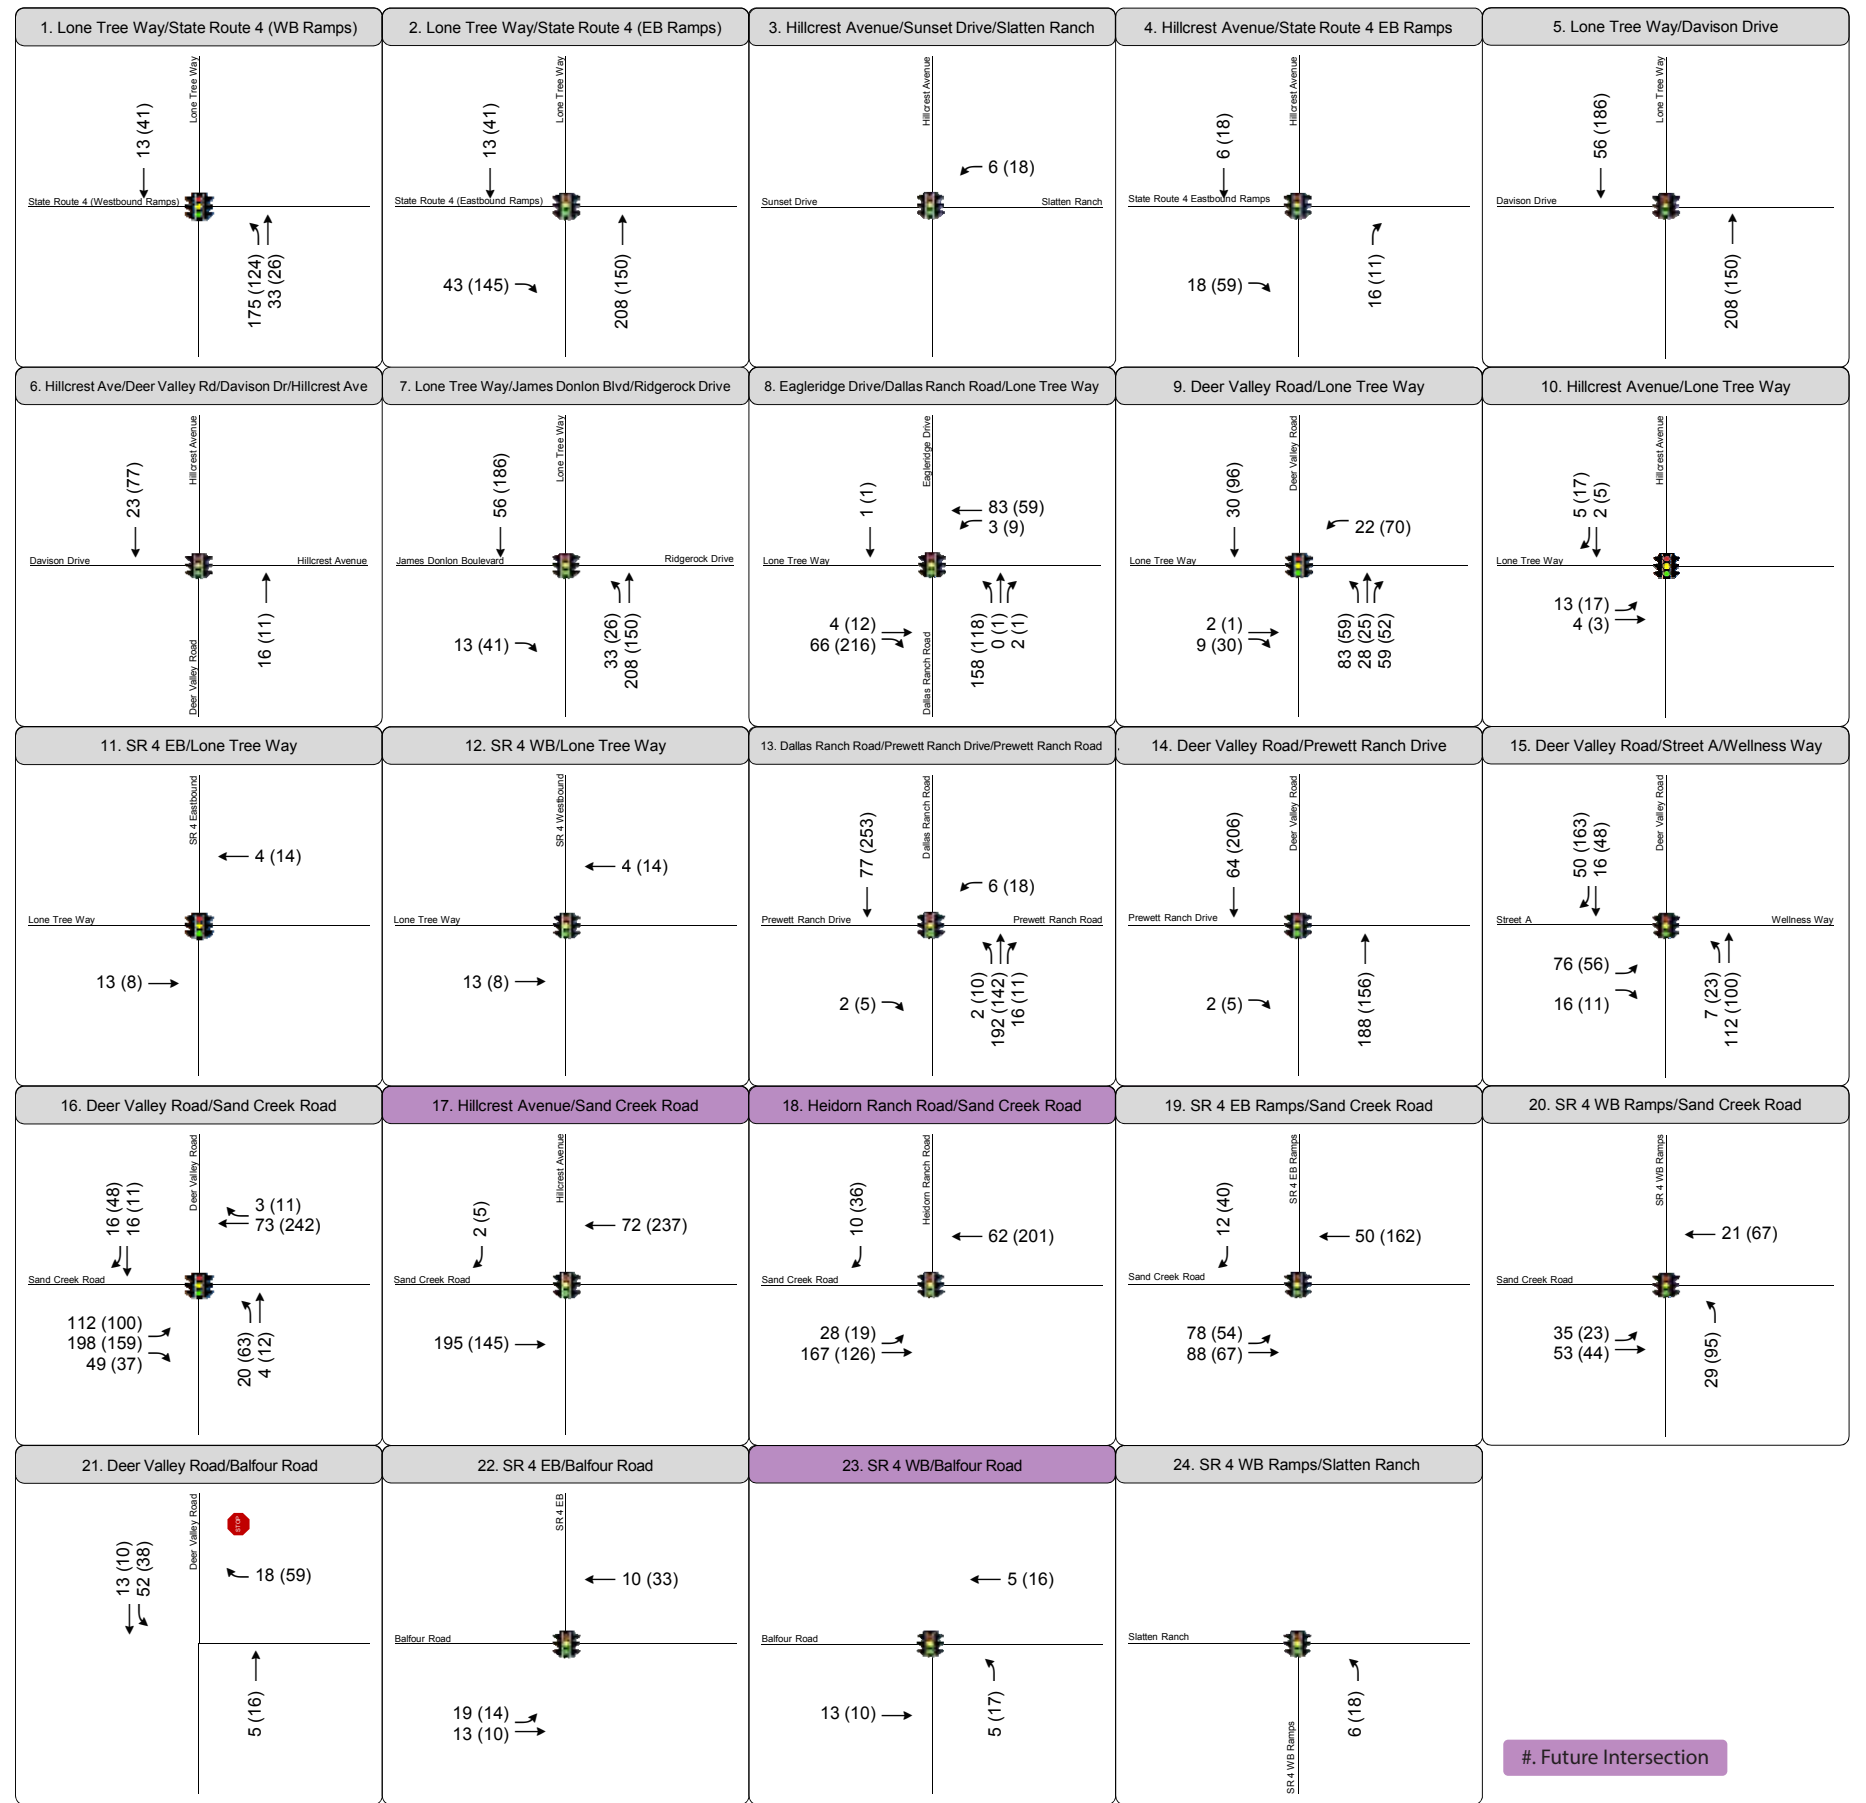 1. Lone Tree Way/State Route 4 (WB Ramps)
Lone Tree Way
13 (41)
State Route 4 (Westbound Ramps)
175 (124)
33 (26)
2. Lone Tree Way/State Route 4 (EB Ramps)
Lone Tree Way
13 (41)
State Route 4 (Eastbound Ramps)
43 (145)
208 (150)
3. Hillcrest Avenue/Sunset Drive/Slatten Ranch
Hillcrest Avenue
6 (18)
Sunset Drive
Slatten Ranch
4. Hillcrest Avenue/State Route 4 EB Ramps
Hillcrest Avenue
6 (18)
State Route 4 Eastbound Ramps
18 (59)
16 (11)
5. Lone Tree Way/Davison Drive
Lone Tree Way
56 (186)
Davison Drive
208 (150)
6. Hillcrest Ave/Deer Valley Rd/Davison Dr/Hillcrest Ave
Hillcrest Avenue
23 (77)
Davison Drive
Hillcrest Avenue
Deer Valley Road
16 (11)
7. Lone Tree Way/James Donlon Blvd/Ridgerock Drive
Lone Tree Way
56 (186)
James Donlon Boulevard
Ridgerock Drive
13 (41)
33 (26)
208 (150)
8. Eagleridge Drive/Dallas Ranch Road/Lone Tree Way
Eagleridge Drive
1 (1)
83 (59)
3 (9)
Lone Tree Way
4 (12)
66 (216)
Dallas Ranch Road
158 (118)
0 (1)
2 (1)
9. Deer Valley Road/Lone Tree Way
Deer Valley Road
30 (96)
22 (70)
Lone Tree Way
2 (1)
9 (30)
83 (59)
28 (25)
59 (52)
10. Hillcrest Avenue/Lone Tree Way
Hillcrest Avenue
5 (17)
2 (5)
Lone Tree Way
13 (17)
4 (3)
11. SR 4 EB/Lone Tree Way
SR 4 Eastbound
4 (14)
Lone Tree Way
13 (8)
12. SR 4 WB/Lone Tree Way
SR 4 Westbound
4 (14)
Lone Tree Way
13 (8)
13. Dallas Ranch Road/Prewett Ranch Drive/Prewett Ranch Road
Dallas Ranch Road
77 (253)
6 (18)
Prewett Ranch Drive
Prewett Ranch Road
2 (5)
2 (10)
192 (142)
16 (11)
14. Deer Valley Road/Prewett Ranch Drive
Deer Valley Road
64 (206)
Prewett Ranch Drive
2 (5)
188 (156)
15. Deer Valley Road/Street A/Wellness Way
Deer Valley Road
50 (163)
16 (48)
Street A
Wellness Way
76 (56)
16 (11)
7 (23)
112 (100)
16. Deer Valley Road/Sand Creek Road
Deer Valley Road
16 (48)
16 (11)
3 (11)
73 (242)
Sand Creek Road
112 (100)
198 (159)
49 (37)
20 (63)
4 (12)
17. Hillcrest Avenue/Sand Creek Road
Hillcrest Avenue
2 (5)
72 (237)
Sand Creek Road
195 (145)
18. Heidorn Ranch Road/Sand Creek Road
Heidorn Ranch Road
10 (36)
62 (201)
Sand Creek Road
28 (19)
167 (126)
19. SR 4 EB Ramps/Sand Creek Road
SR 4 EB Ramps
12 (40)
50 (162)
Sand Creek Road
78 (54)
88 (67)
20. SR 4 WB Ramps/Sand Creek Road
SR 4 WB Ramps
21 (67)
Sand Creek Road
35 (23)
53 (44)
29 (95)
21. Deer Valley Road/Balfour Road
Deer Valley Road
STOP
13 (10)
52 (38)
18 (59)
5 (16)
22. SR 4 EB/Balfour Road
SR 4 EB
10 (33)
Balfour Road
19 (14)
13 (10)
23. SR 4 WB/Balfour Road
5 (16)
Balfour Road
13 (10)
5 (17)
24. SR 4 WB Ramps/Slatten Ranch
Slatten Ranch
SR 4 WB Ramps
6 (18)
#. Future Intersection